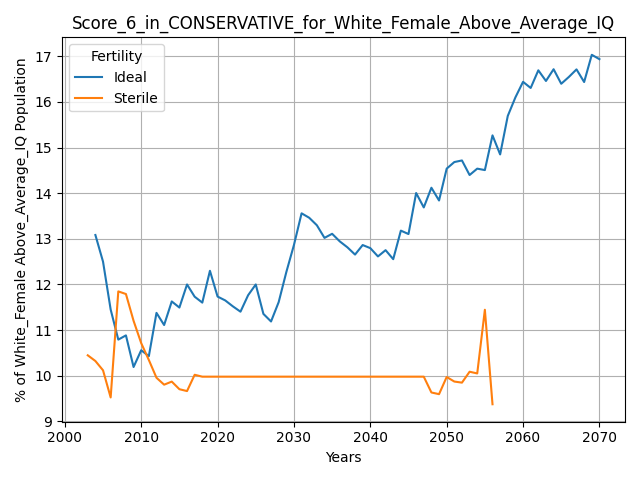 Score_6_in_CONSERVATIVE_for_White_Female_Above_Average_IQ
% of White_Female Above_Average_IQ Population
Fertility
Ideal
Sterile
17
16
15
14
13
12
11
10
9
2000 2010 2020 2030 2040 2050 2060 2070
Years